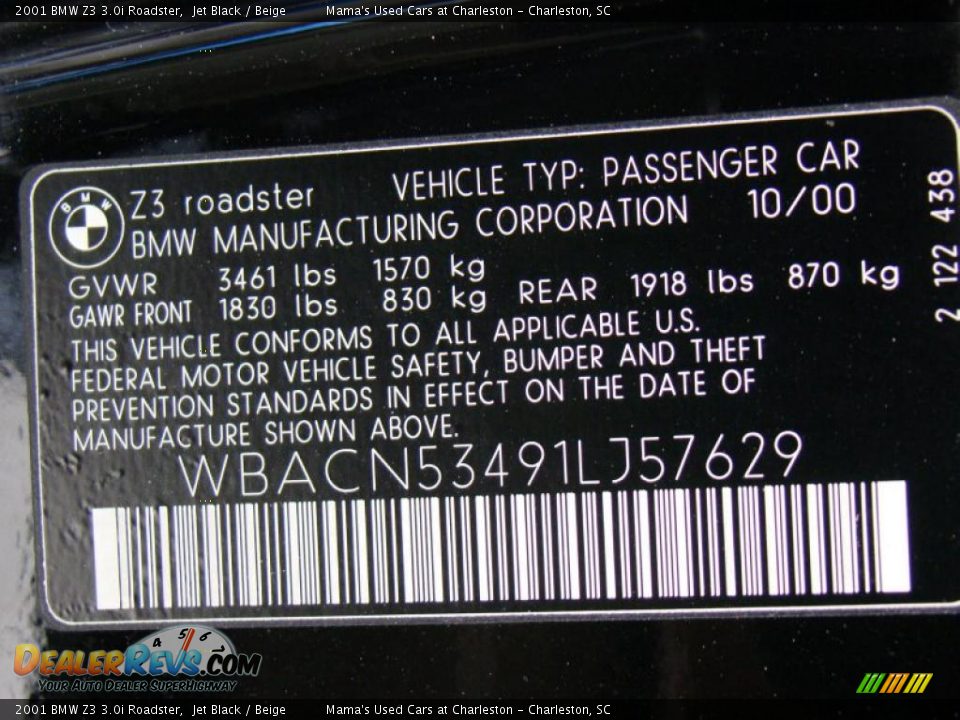 2001 BMW Z3 3.0i Roadster, Jet Black / Beige Mama's Used Cars at Charleston - Charleston, SC
BMW
Z3 roadster VEHICLE TYP: PASSENGER CAR
BMW MANUFACTURING CORPORATION 10/00
GVWR 3461 lbs 1570 kg
GAWR FRONT 1830 lbs 830 kg REAR 1918 lbs 870 kg
THIS VEHICLE CONFORMS TO ALL APPLICABLE U.S.
FEDERAL MOTOR VEHICLE SAFETY, BUMPER AND THEFT
PREVENTION STANDARDS IN EFFECT ON THE DATE OF
MANUFACTURE SHOWN ABOVE.
WBACN53491LJ57629
2 122 438
4 5 6
DEALERREVS.COM
YOUR AUTO DEALER SUPERHIGHWAY
2001 BMW Z3 3.0i Roadster, Jet Black / Beige Mama's Used Cars at Charleston - Charleston, SC